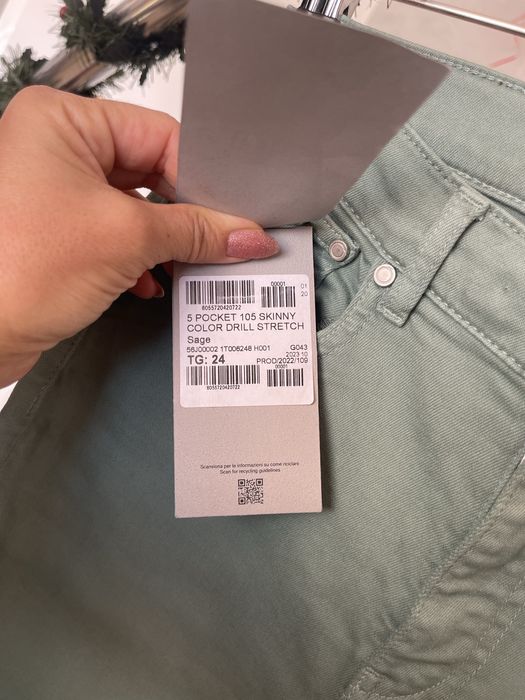 00001
01
20
8055720420722
5 POCKET 105 SKINNY
COLOR DRILL STRETCH
Sage
56J00002 1T006248 H001 G043
2023 10
TG: 24 PROD/2022/109
00001
8055720420722
Scansiona per le informazioni su come riciclare
Scan for recycling guidelines